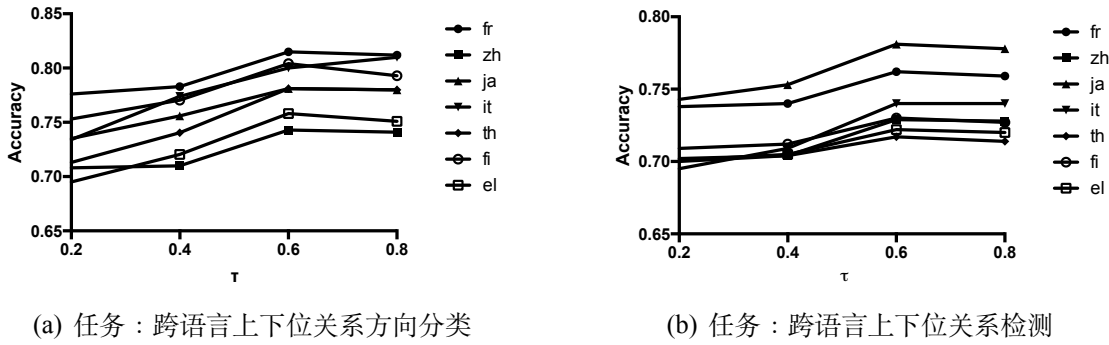 0.85
0.80
0.75
0.70
0.65
Accuracy
0.2 0.4 0.6 0.8
τ
fr
zh
ja
it
th
fi
el
(a) 任务：跨语言上下位关系方向分类
0.80
0.75
0.70
0.65
Accuracy
0.2 0.4 0.6 0.8
τ
fr
zh
ja
it
th
fi
el
(b) 任务：跨语言上下位关系检测